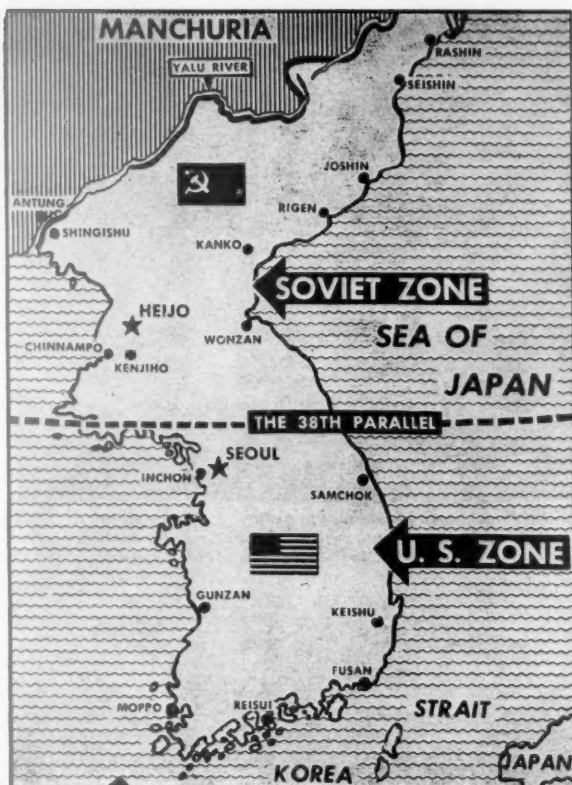 MANCHURIA
YALU RIVER
RASHIN
SEISHIN
JOSHIN
ANTUNG
RIGEN
SHINGISHU
KANKO
SOVIET ZONE
HEIJO
WONZAN
SEA OF
JAPAN
CHINNAMPO
KENJIHO
THE 38TH PARALLEL
SEOUL
INCHON
SAMCHOK
U. S. ZONE
GUNZAN
KEISHU
FUSAN
MOPPO
REISUI
STRAIT
KOREA
JAPAN